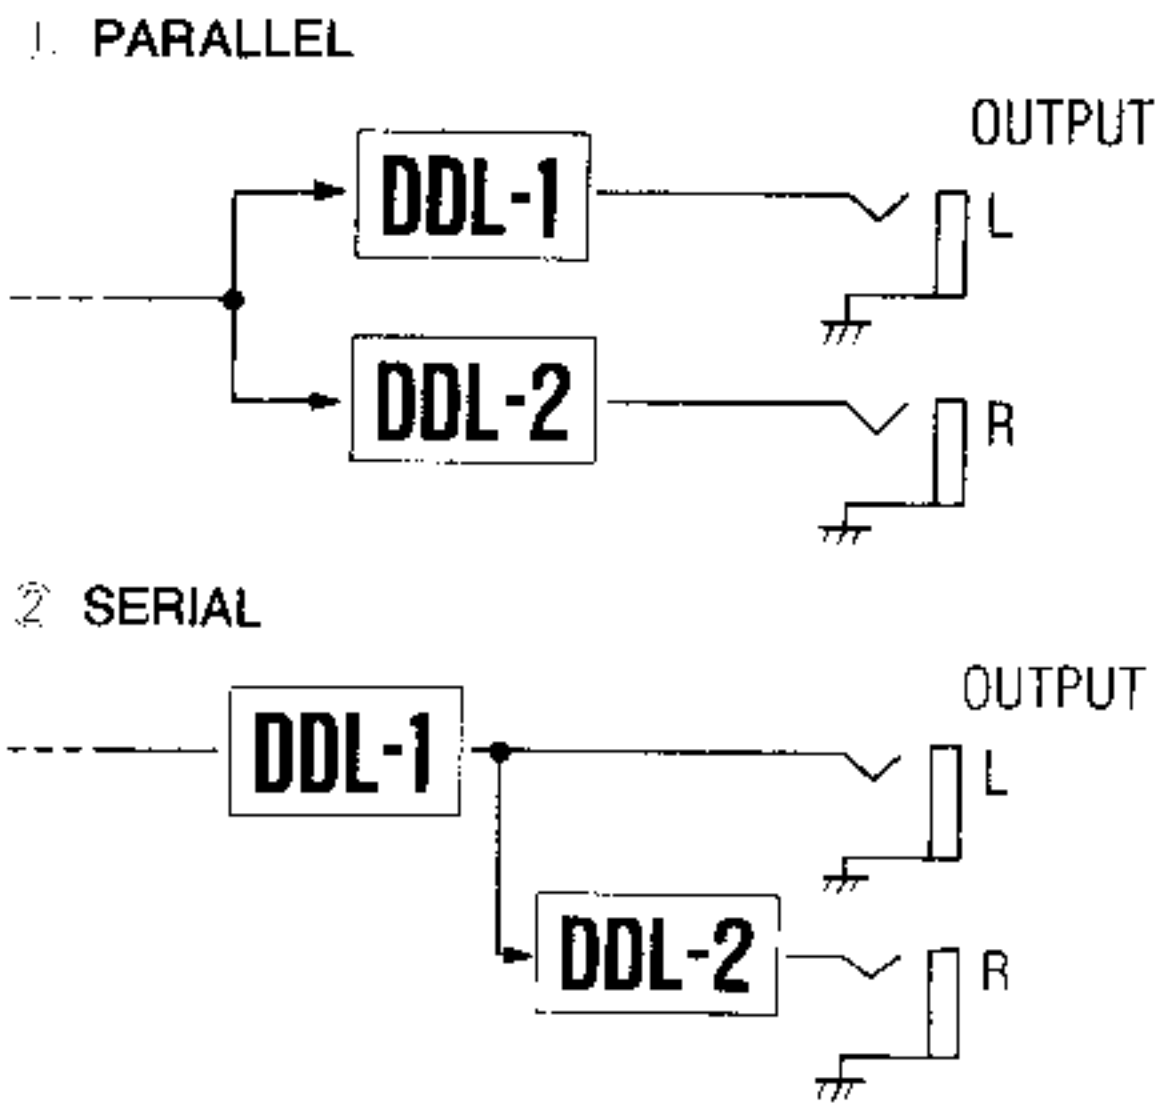 1. PARALLEL
OUTPUT
DDL-1
L
DDL-2
R
② SERIAL
OUTPUT
DDL-1
L
DDL-2
R